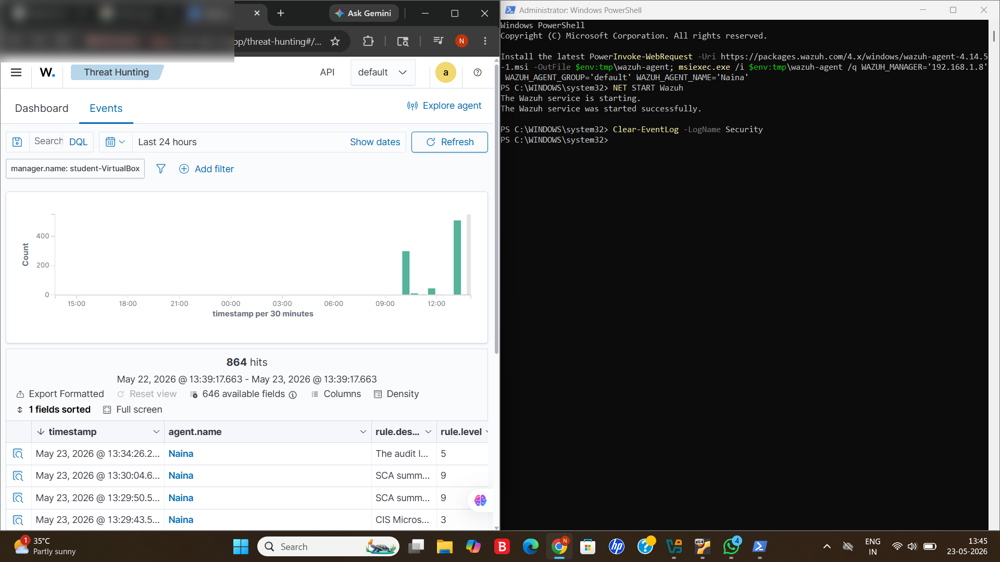 Ask Gemini
op/threat-hunting#/...
N
W.
Threat Hunting
API
default
a
Dashboard
Events
Explore agent
Search
DQL
Last 24 hours
Show dates
Refresh
manager.name: student-VirtualBox
Add filter
Count
400
200
0
15:00
18:00
21:00
00:00
03:00
06:00
09:00
12:00
timestamp per 30 minutes
864 hits
May 22, 2026 @ 13:39:17.663 - May 23, 2026 @ 13:39:17.663
Export Formatted
Reset view
646 available fields
Columns
Density
1 fields sorted
Full screen
timestamp
agent.name
rule.des...
rule.level
May 23, 2026 @ 13:34:26.2... Naina The audit l... 5
May 23, 2026 @ 13:30:04.6... Naina SCA summ... 9
May 23, 2026 @ 13:29:50.5... Naina SCA summ... 9
May 23, 2026 @ 13:29:43.5... Naina CIS Micros... 3
Administrator: Windows PowerShell
Windows PowerShell
Copyright (C) Microsoft Corporation. All rights reserved.
Install the latest PowerInvoke-WebRequest -Uri https://packages.wazuh.com/4.x/windows/wazuh-agent-4.14.5
-1.msi -OutFile $env:tmp\wazuh-agent; msiexec.exe /i $env:tmp\wazuh-agent /q WAZUH_MANAGER='192.168.1.8'
WAZUH_AGENT_GROUP='default' WAZUH_AGENT_NAME='Naina'
PS C:\WINDOWS\system32> NET START Wazuh
The Wazuh service is starting.
The Wazuh service was started successfully.
PS C:\WINDOWS\system32> Clear-EventLog -LogName Security
PS C:\WINDOWS\system32>
1
35°C
Partly sunny
Search
B
N
hp
?
x64
4
ENG
IN
13:45
23-05-2026